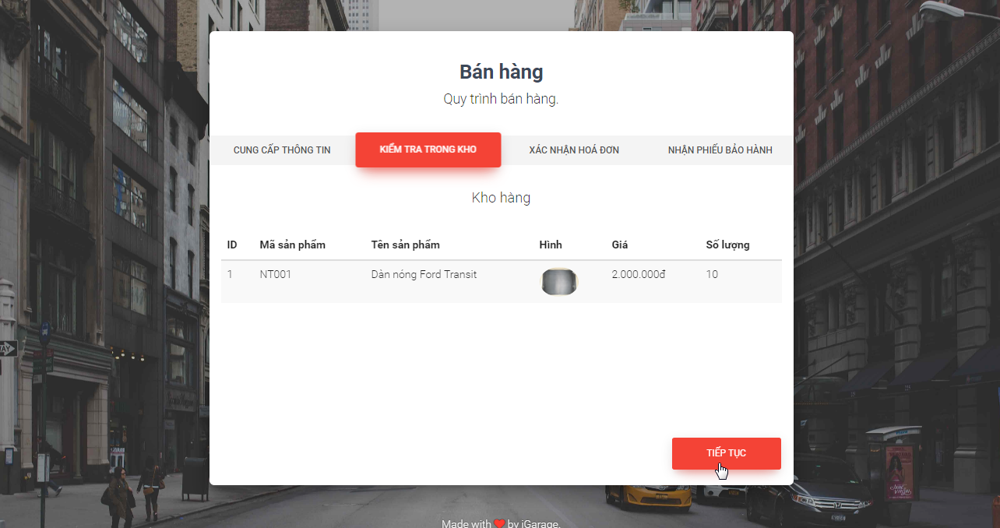 Bán hàng
Quy trình bán hàng.
CUNG CẤP THÔNG TIN KIỂM TRA TRONG KHO XÁC NHẬN HOÁ ĐƠN NHẬN PHIẾU BẢO HÀNH
Kho hàng
ID Mã sản phẩm Tên sản phẩm Hình Giá Số lượng
1 NT001 Dàn nóng Ford Transit 2.000.000đ 10
TIẾP TỤC
Made with ❤ by iGarage.